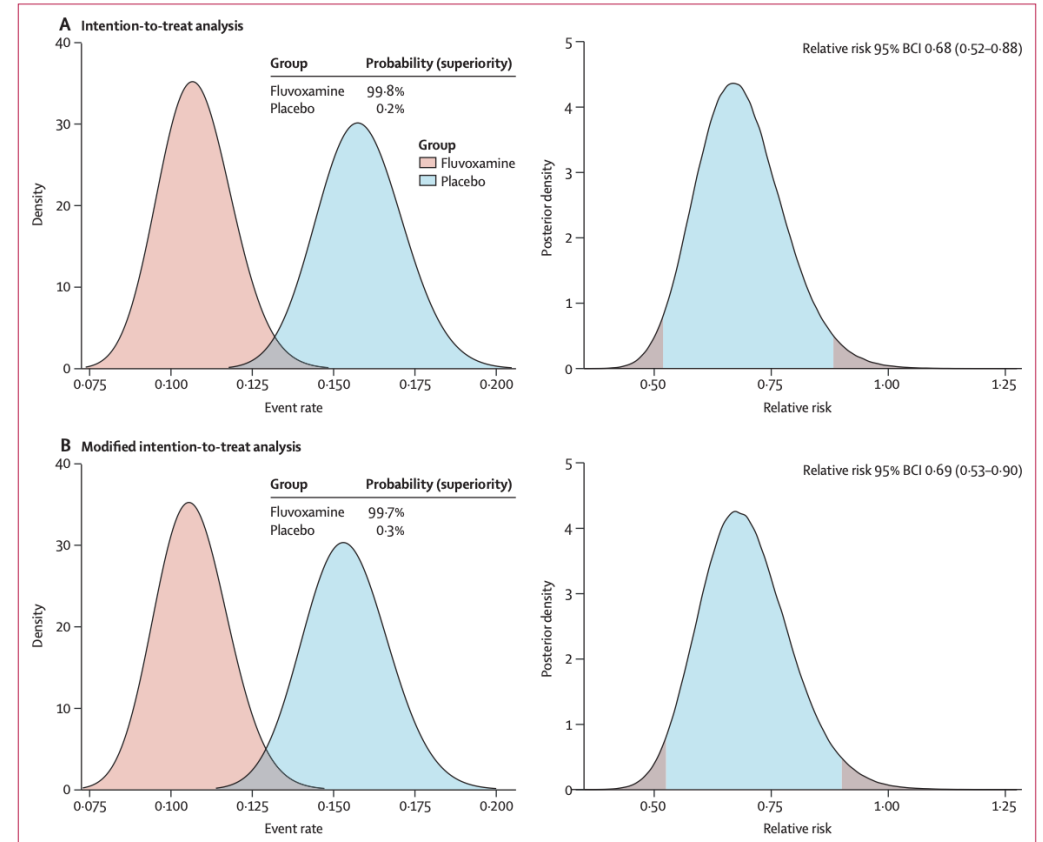 A Intention-to-treat analysis
40
30
20
10
0
Density
Group Probability (superiority)
Fluvoxamine 99·8%
Placebo 0·2%
Group
Fluvoxamine
Placebo
0·075 0·100 0·125 0·150 0·175 0·200
Event rate
Relative risk 95% BCI 0·68 (0·52–0·88)
5
4
3
2
1
0
Posterior density
0·50 0·75 1·00 1·25
Relative risk
B Modified intention-to-treat analysis
40
30
20
10
0
Density
Group Probability (superiority)
Fluvoxamine 99·7%
Placebo 0·3%
0·075 0·100 0·125 0·150 0·175 0·200
Event rate
Relative risk 95% BCI 0·69 (0·53–0·90)
5
4
3
2
1
0
Posterior density
0·50 0·75 1·00 1·25
Relative risk